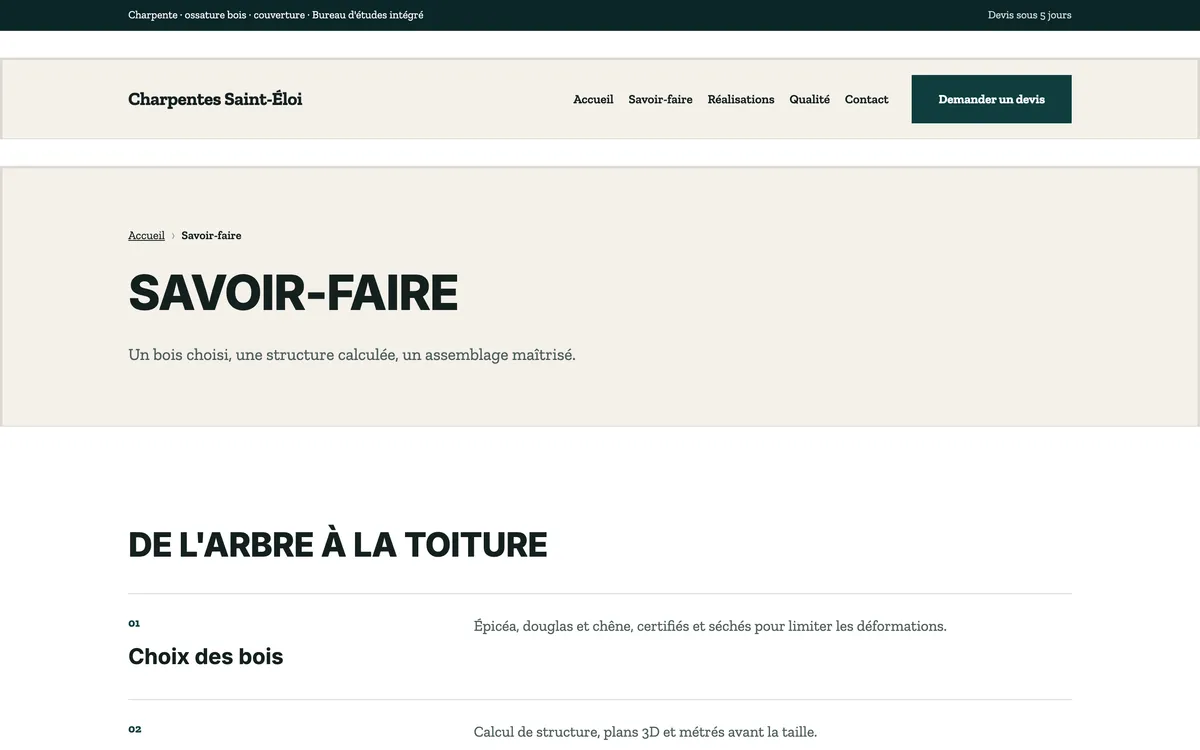 Charpente · ossature bois · couverture · Bureau d'études intégré
Devis sous 5 jours
Charpentes Saint-Éloi
Accueil Savoir-faire Réalisations Qualité Contact Demander un devis
Accueil › Savoir-faire
SAVOIR-FAIRE
Un bois choisi, une structure calculée, un assemblage maîtrisé.
DE L'ARBRE À LA TOITURE
01
Choix des bois
Épicéa, douglas et chêne, certifiés et séchés pour limiter les déformations.
02
Calcul de structure, plans 3D et métrés avant la taille.